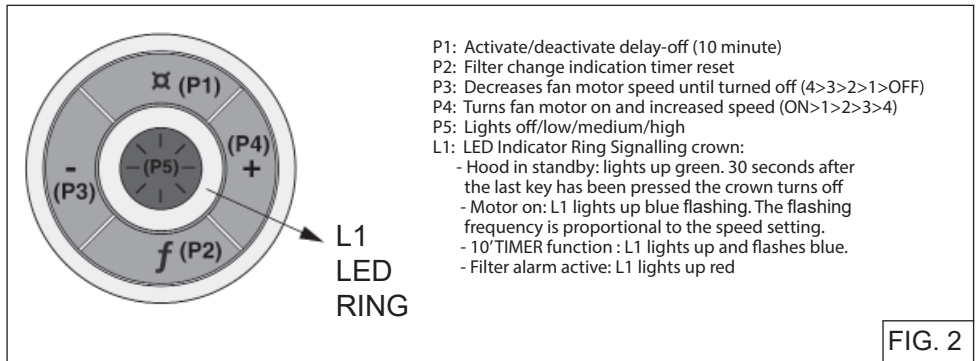 ¤ (P1)
(P4)
+
(P5)
-
(P3)
ƒ (P2)
L1
LED
RING
P1: Activate/deactivate delay-off (10 minute)
P2: Filter change indication timer reset
P3: Decreases fan motor speed until turned off (4>3>2>1>OFF)
P4: Turns fan motor on and increased speed (ON>1>2>3>4)
P5: Lights off/low/medium/high
L1: LED Indicator Ring Signalling crown:
- Hood in standby: lights up green. 30 seconds after
the last key has been pressed the crown turns off
- Motor on: L1 lights up blue flashing. The flashing
frequency is proportional to the speed setting.
- 10'TIMER function : L1 lights up and flashes blue.
- Filter alarm active: L1 lights up red
FIG. 2